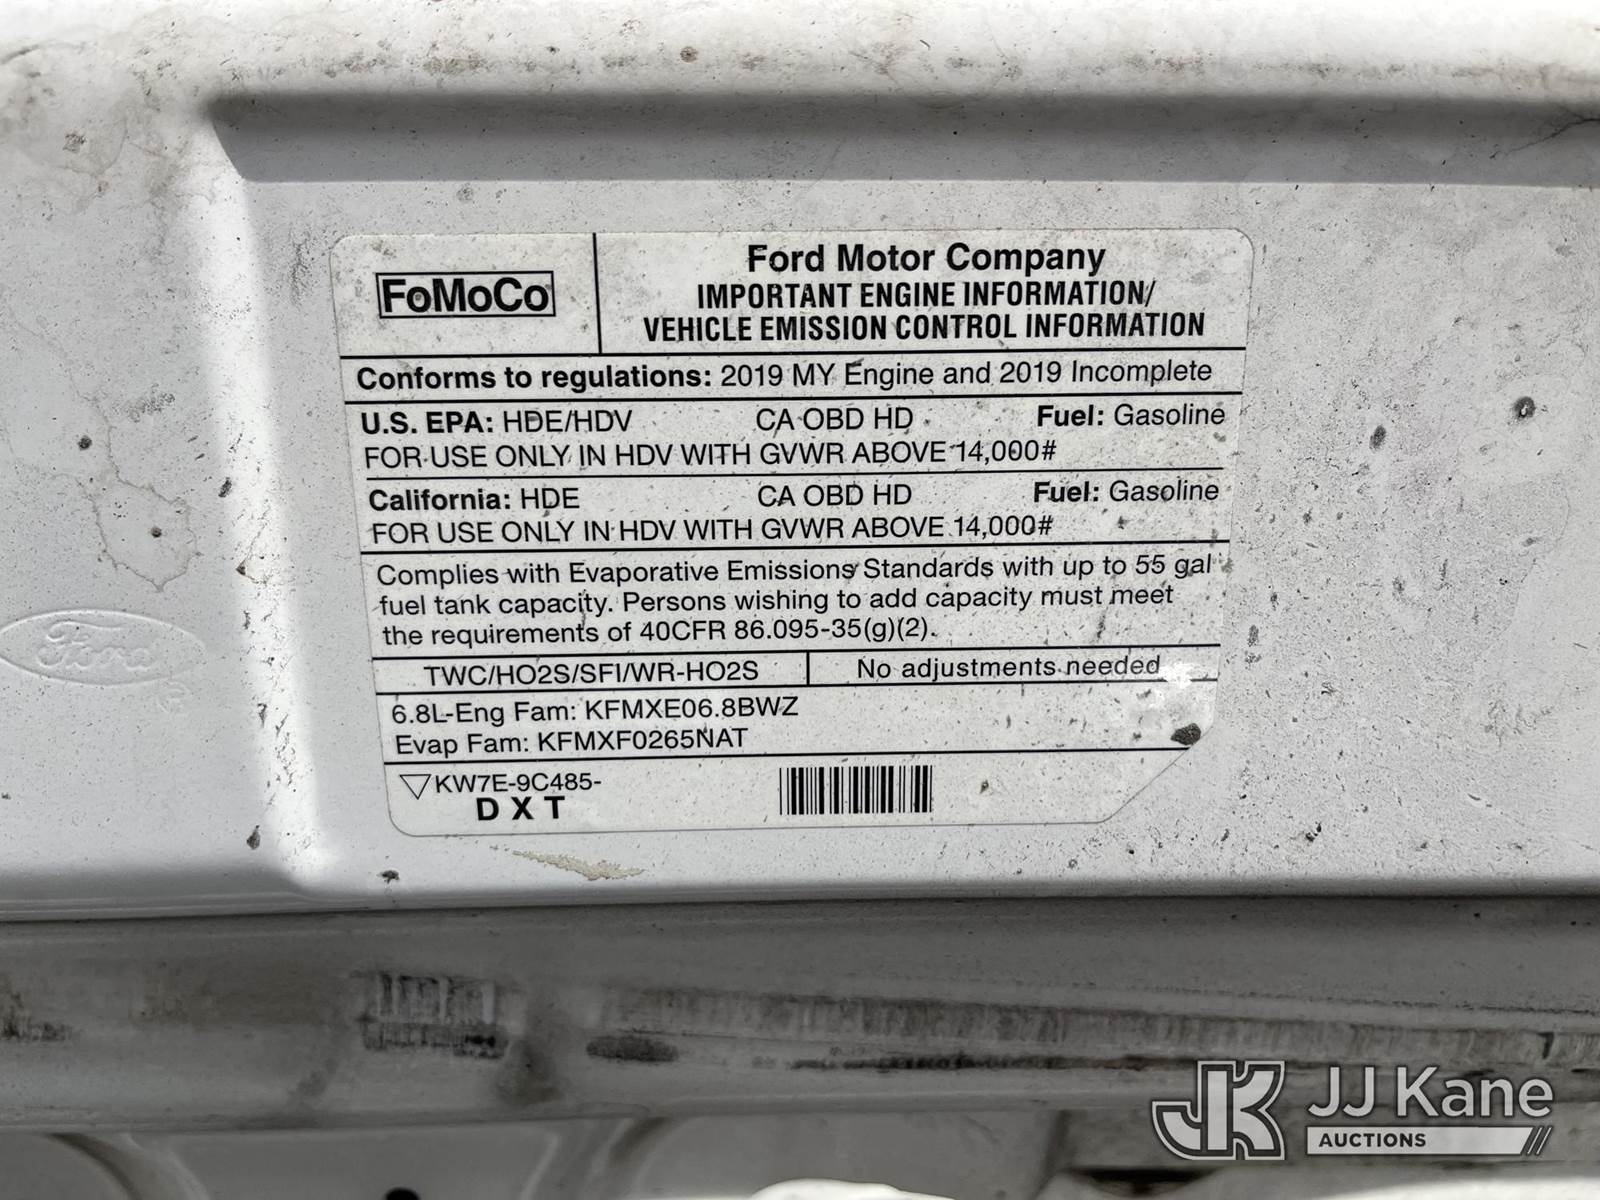 FoMoCo
Ford Motor Company
IMPORTANT ENGINE INFORMATION/
VEHICLE EMISSION CONTROL INFORMATION
Conforms to regulations: 2019 MY Engine and 2019 Incomplete
U.S. EPA: HDE/HDV CA OBD HD Fuel: Gasoline
FOR USE ONLY IN HDV WITH GVWR ABOVE 14,000#
California: HDE CA OBD HD Fuel: Gasoline
FOR USE ONLY IN HDV WITH GVWR ABOVE 14,000#
Complies with Evaporative Emissions Standards with up to 55 gal
fuel tank capacity. Persons wishing to add capacity must meet
the requirements of 40CFR 86.095-35(g)(2).
TWC/HO2S/SFI/WR-HO2S No adjustments needed
6.8L-Eng Fam: KFMXE06.8BWZ
Evap Fam: KFMXF0265NAT
KW7E-9C485-
D X T
Ford
JK JJ Kane
AUCTIONS